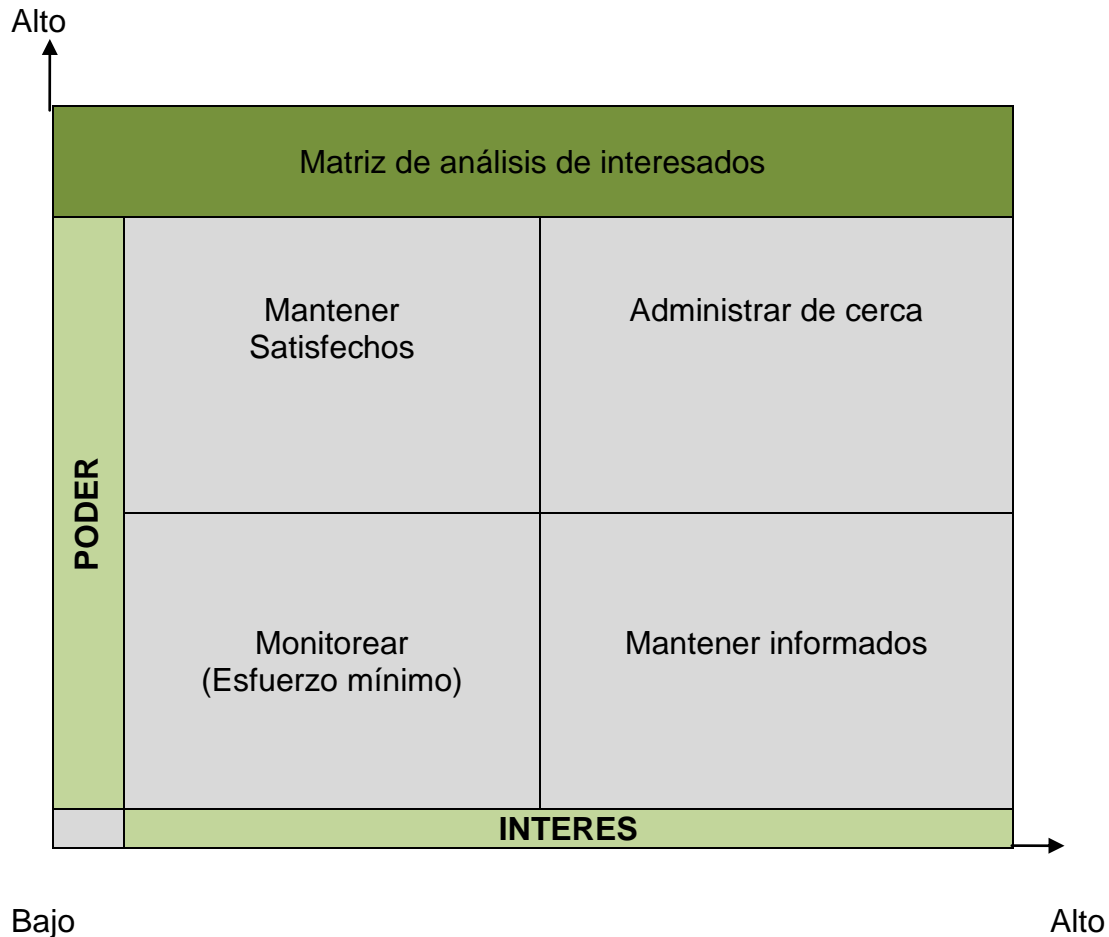 Alto
Matriz de análisis de interesados
Mantener
Satisfechos
Administrar de cerca
PODER
Monitorear
(Esfuerzo mínimo)
Mantener informados
INTERES
Bajo
Alto